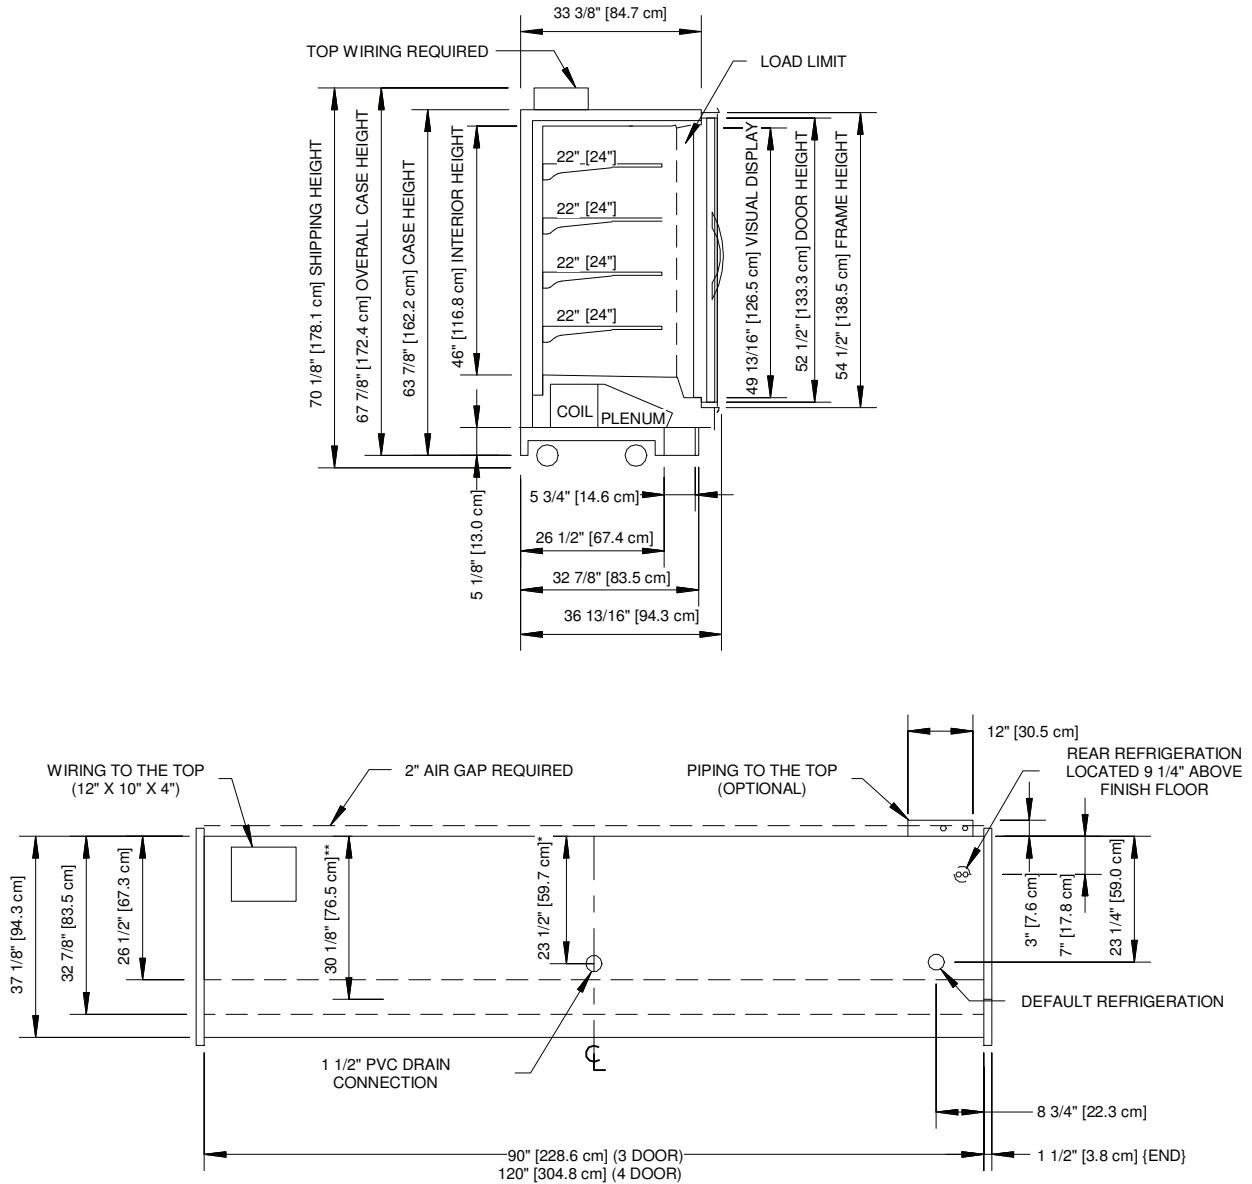 33 3/8" [84.7 cm]
TOP WIRING REQUIRED
LOAD LIMIT
70 1/8" [178.1 cm] SHIPPING HEIGHT
67 7/8" [172.4 cm] OVERALL CASE HEIGHT
63 7/8" [162.2 cm] CASE HEIGHT
46" [116.8 cm] INTERIOR HEIGHT
22" [24"]
22" [24"]
22" [24"]
22" [24"]
49 13/16" [126.5 cm] VISUAL DISPLAY
52 1/2" [133.3 cm] DOOR HEIGHT
54 1/2" [138.5 cm] FRAME HEIGHT
COIL
PLENUM
5 1/8" [13.0 cm]
5 3/4" [14.6 cm]
26 1/2" [67.4 cm]
32 7/8" [83.5 cm]
36 13/16" [94.3 cm]
12" [30.5 cm]
WIRING TO THE TOP
(12" X 10" X 4")
2" AIR GAP REQUIRED
PIPING TO THE TOP
(OPTIONAL)
REAR REFRIGERATION
LOCATED 9 1/4" ABOVE
FINISH FLOOR
37 1/8" [94.3 cm]
32 7/8" [83.5 cm]
26 1/2" [67.3 cm]
30 1/8" [76.5 cm]**
23 1/2" [59.7 cm]*
3" [7.6 cm]
7" [17.8 cm]
23 1/4" [59.0 cm]
DEFAULT REFRIGERATION
1 1/2" PVC DRAIN
CONNECTION
CL
8 3/4" [22.3 cm]
90" [228.6 cm] (3 DOOR)
120" [304.8 cm] (4 DOOR)
1 1/2" [3.8 cm] {END}